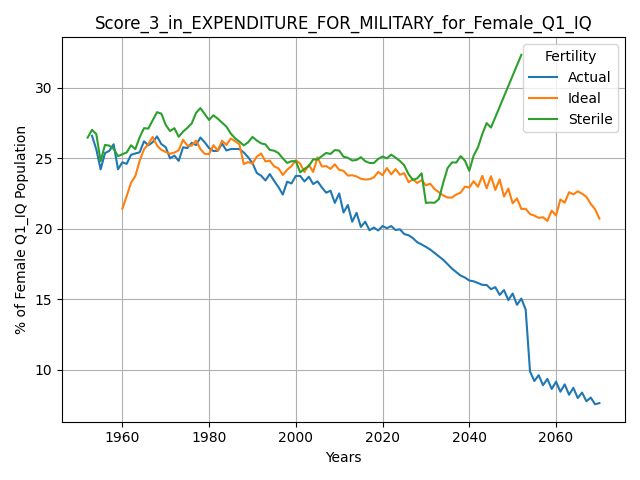 Score_3_in_EXPENDITURE_FOR_MILITARY_for_Female_Q1_IQ
Fertility
Actual
Ideal
Sterile
% of Female Q1_IQ Population
30
25
20
15
10
1960
1980
2000
2020
2040
2060
Years